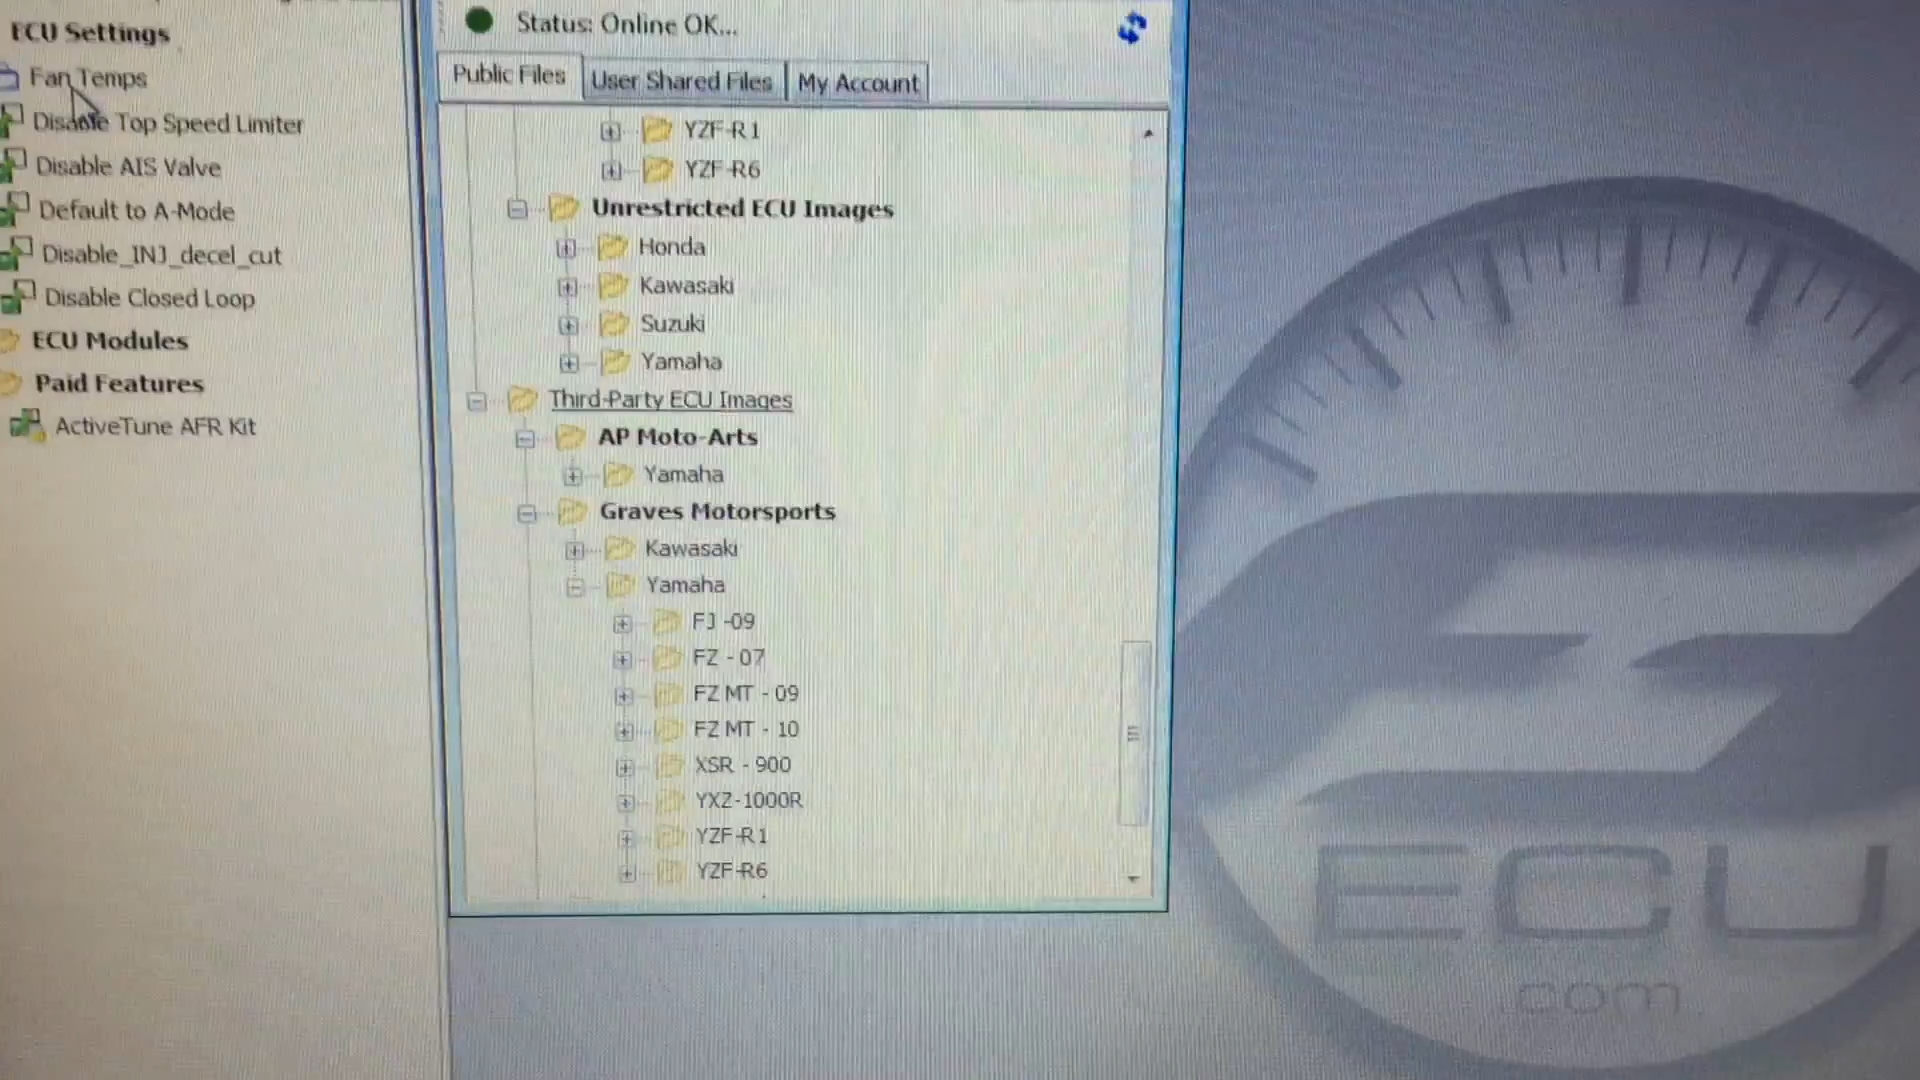 ECU Settings
Fan Temps
Disable Top Speed Limiter
Disable AIS Valve
Default to A-Mode
Disable_INJ_decel_cut
Disable Closed Loop
ECU Modules
Paid Features
ActiveTune AFR Kit
Status: Online OK...
Public Files
User Shared Files
My Account
YZF-R1
YZF-R6
Unrestricted ECU Images
Honda
Kawasaki
Suzuki
Yamaha
Third-Party ECU Images
AP Moto-Arts
Yamaha
Graves Motorsports
Kawasaki
Yamaha
FJ -09
FZ - 07
FZ MT - 09
FZ MT - 10
XSR - 900
YXZ-1000R
YZF-R1
YZF-R6
ECU
.com